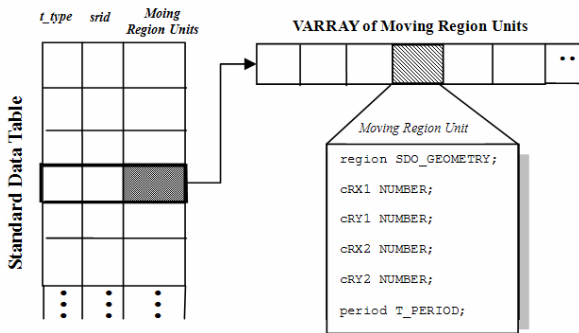 t_type srid Moing
Region Units
Standard Data Table
VARRAY of Moving Region Units
Moving Region Unit
region SDO_GEOMETRY;
cRX1 NUMBER;
cRY1 NUMBER;
cRX2 NUMBER;
cRY2 NUMBER;
period T_PERIOD;